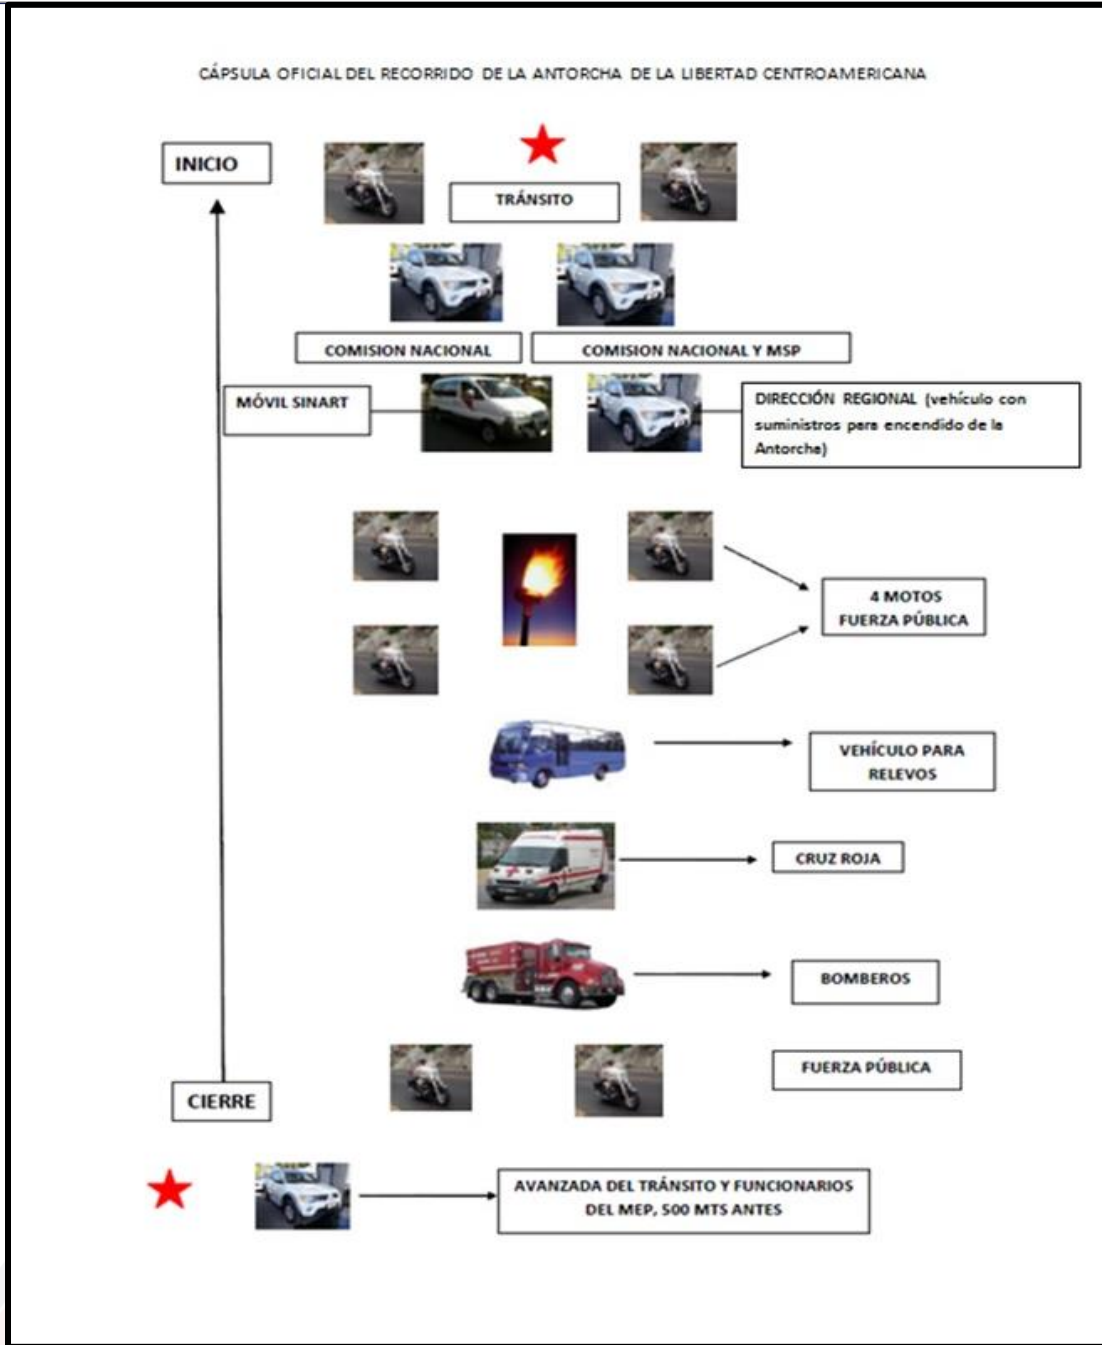 CÁPSULA OFICIAL DEL RECORRIDO DE LA ANTORCHA DE LA LIBERTAD CENTROAMERICANA
INICIO
TRÁNSITO
COMISION NACIONAL
COMISION NACIONAL Y MSP
MÓVIL SINART
DIRECCIÓN REGIONAL (vehículo con
suministros para encendido de la
Antorcha)
4 MOTOS
FUERZA PÚBLICA
VEHÍCULO PARA
RELEVOS
CRUZ ROJA
BOMBEROS
FUERZA PÚBLICA
CIERRE
AVANZADA DEL TRÁNSITO Y FUNCIONARIOS
DEL MEP, 500 MTS ANTES